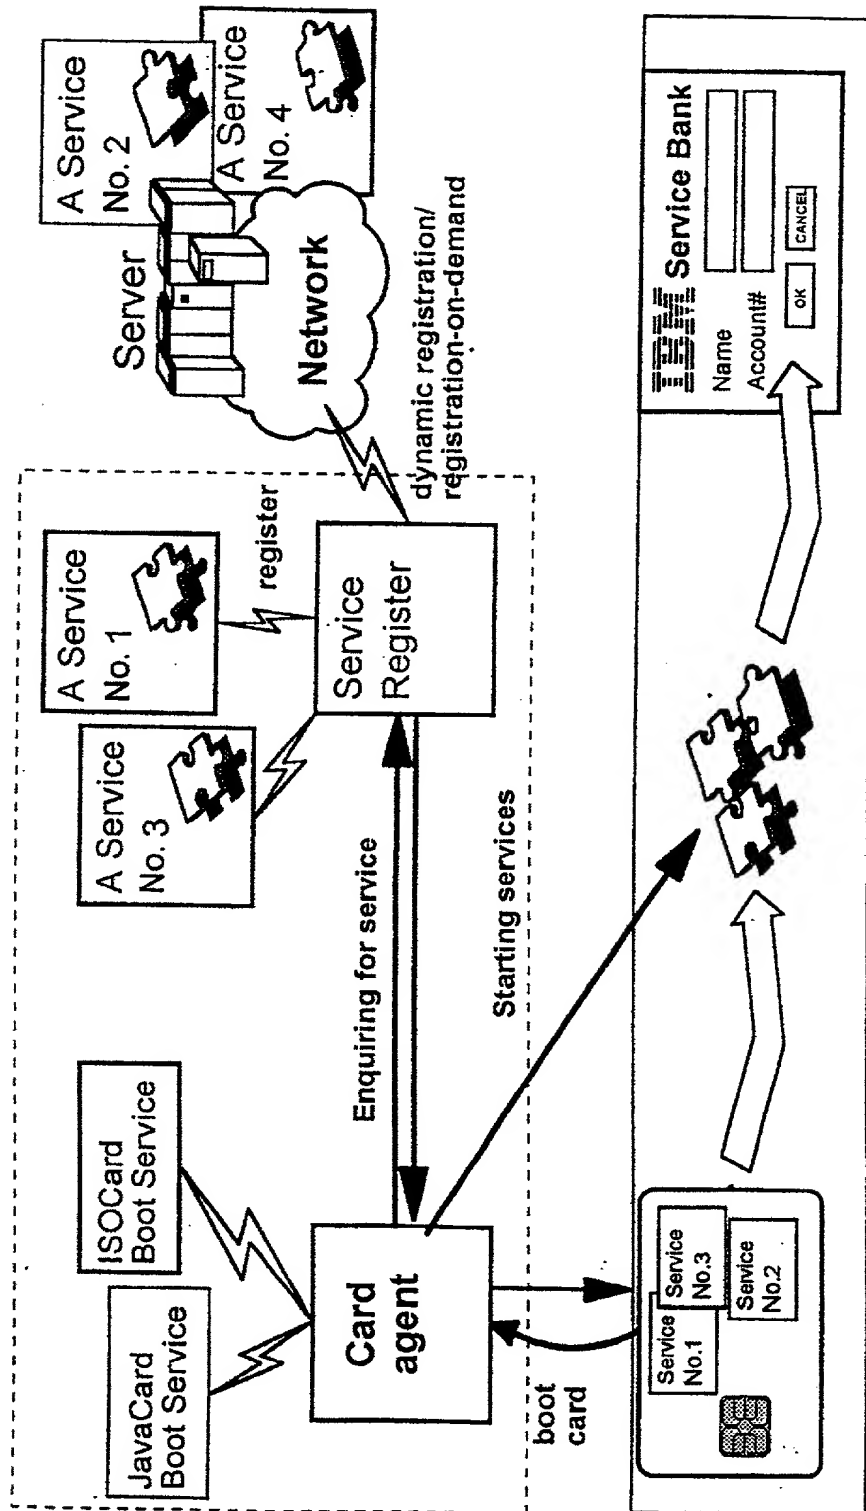 JavaCard
Boot Service
ISOCard
Boot Service
A Service
No. 3
A Service
No. 1
register
Server
A Service
No. 2
A Service
No. 4
Network
dynamic registration/
registration-on-demand
Service
Register
Enquiring for service
Starting services
Card
agent
boot
card
Service
No.1
Service
No.3
Service
No.2
IBM Service Bank
Name
Account#
OK
CANCEL